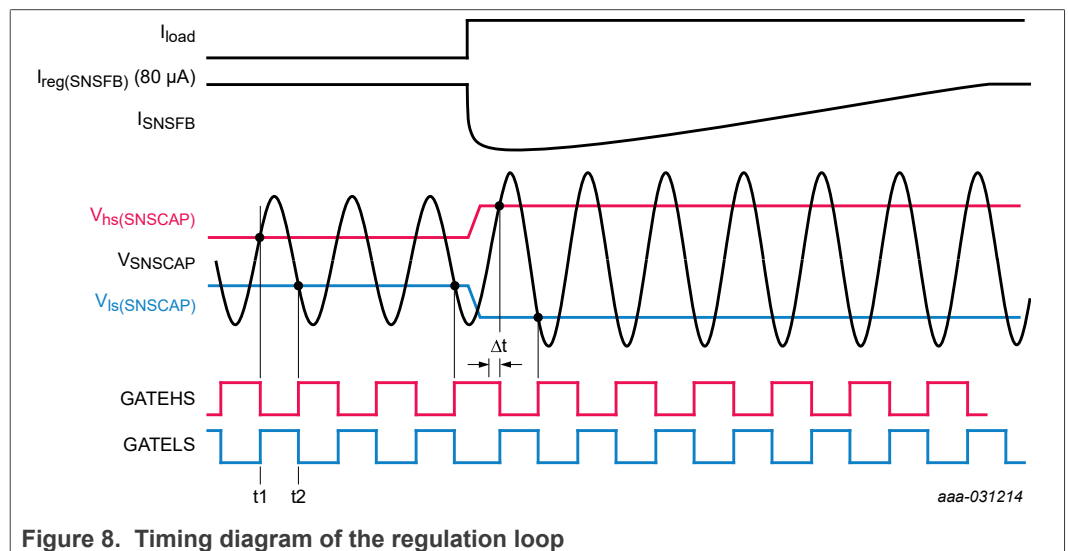 Iload
Ireg(SNSFB) (80 µA)
ISNSFB
Vhs(SNSCAP)
VSNSCAP
Vls(SNSCAP)
Δt
GATEHS
GATELS
t1 t2
aaa-031214
Figure 8. Timing diagram of the regulation loop